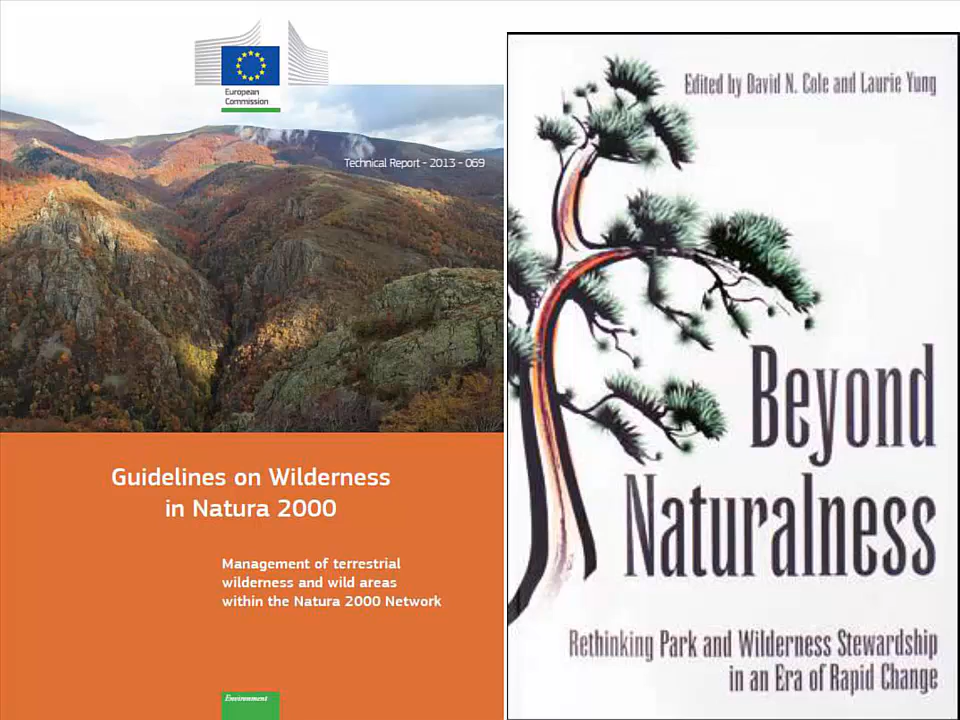 European
Commission
Technical Report - 2013 - 069
Guidelines on Wilderness
in Natura 2000
Management of terrestrial
wilderness and wild areas
within the Natura 2000 Network
Environment
Edited by David N. Cole and Laurie Yung
Beyond
Naturalness
Rethinking Park and Wilderness Stewardship
in an Era of Rapid Change